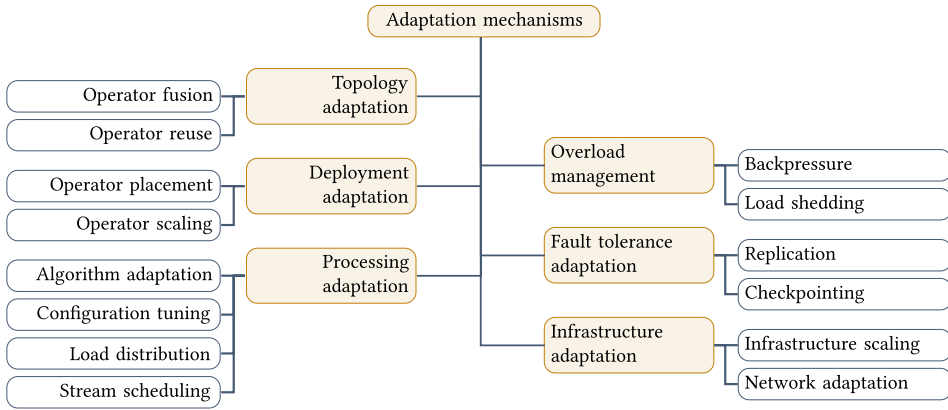 Adaptation mechanisms
Topology
adaptation
Operator fusion
Operator reuse
Deployment
adaptation
Operator placement
Operator scaling
Processing
adaptation
Algorithm adaptation
Configuration tuning
Load distribution
Stream scheduling
Overload
management
Backpressure
Load shedding
Fault tolerance
adaptation
Replication
Checkpointing
Infrastructure
adaptation
Infrastructure scaling
Network adaptation